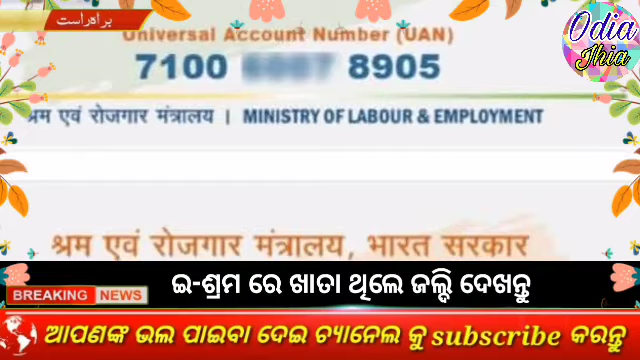 براہ راست
Odia
Jhia
Universal Account Number (UAN)
7100 8905
श्रम एवं रोजगार मंत्रालय | MINISTRY OF LABOUR & EMPLOYMENT
श्रम एवं रोजगार मंत्रालय, भारत सरकार
ଇ-ଶ୍ରମ ରେ ଖାତା ଥିଲେ ଜଲ୍ଦି ଦେଖନ୍ତୁ
BREAKING NEWS
ଆପଣଙ୍କ ଭଲ ପାଇବା ଦେଇ ଚ୍ୟାନେଲ କୁ subscribe କରନ୍ତୁ